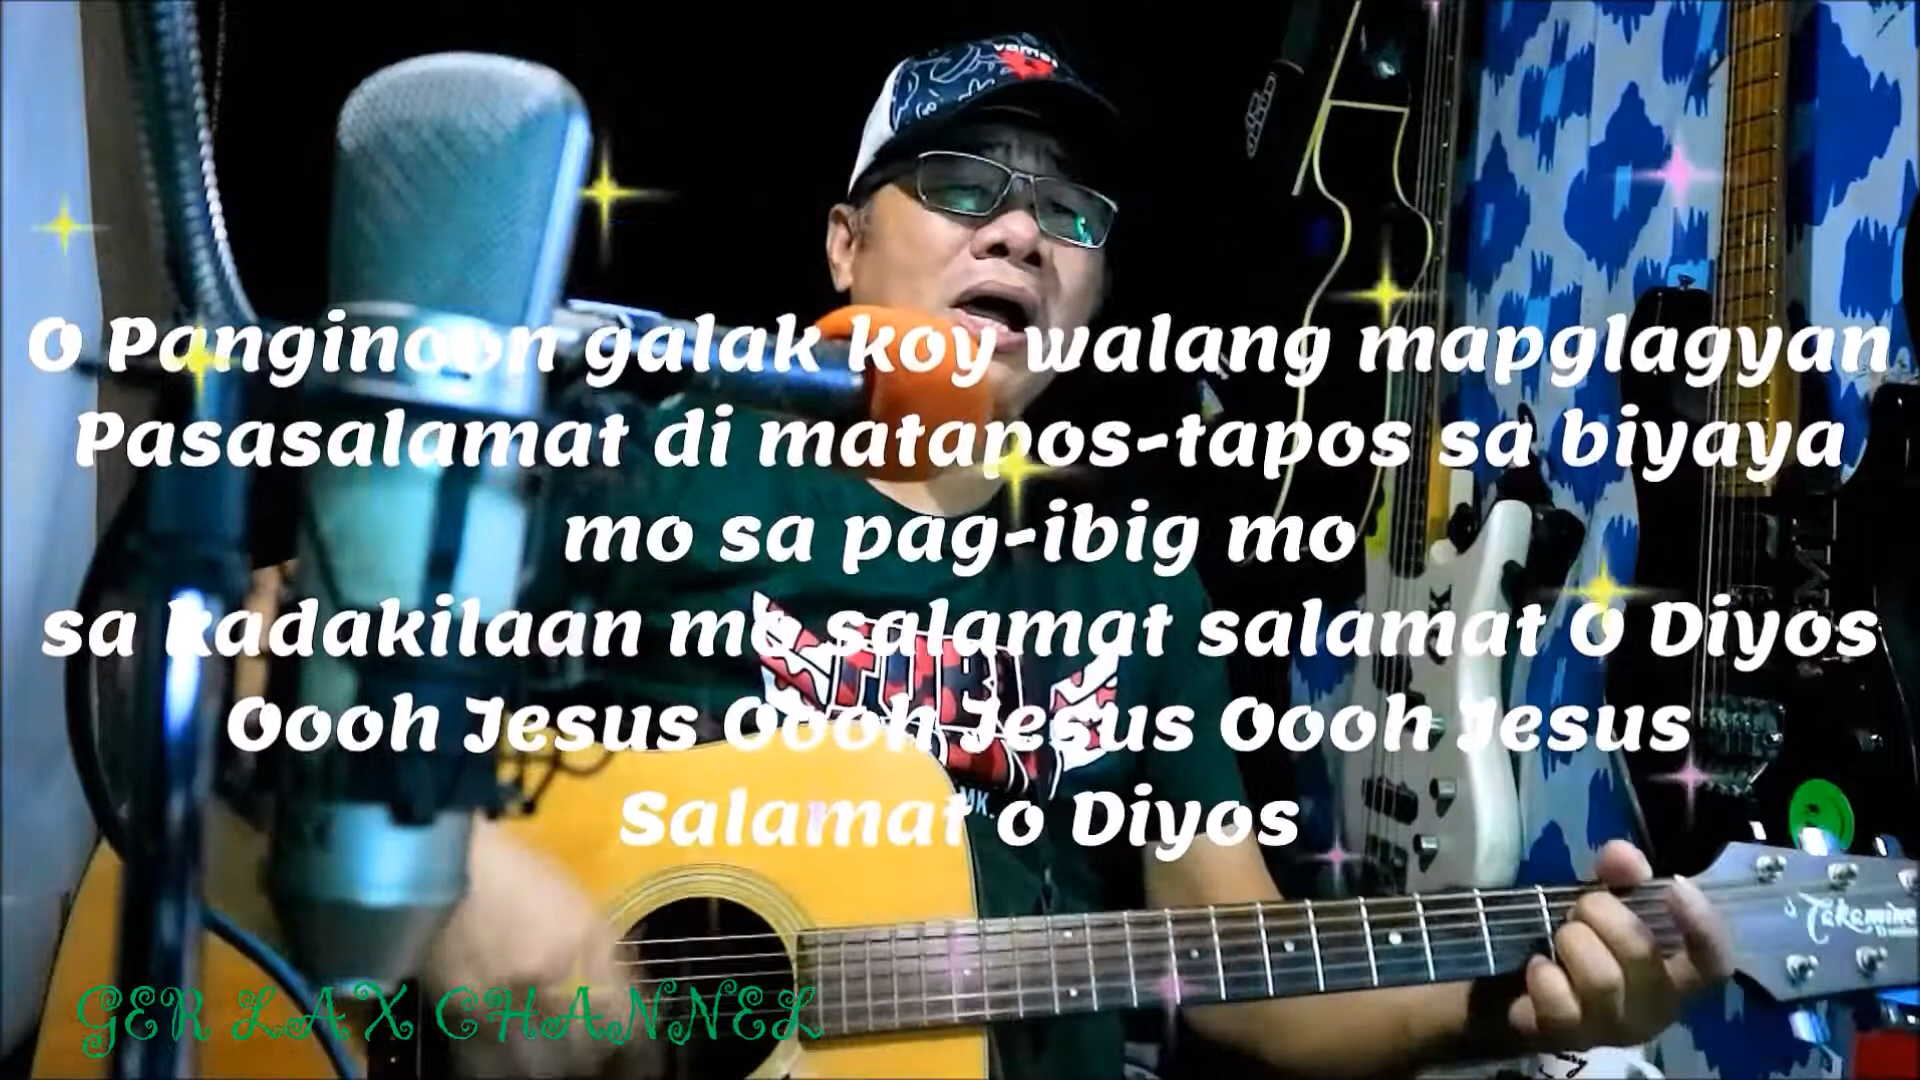 O Panginoon galak koy walang mapglagyan
Pasasalamat di matapos-tapos sa biyaya
mo sa pag-ibig mo
sa kadakilaan mo salamat salamat O Diyos
Oooh Jesus Oooh Jesus Oooh Jesus
Salamat o Diyos
GER LAX CHANNEL
Takamine